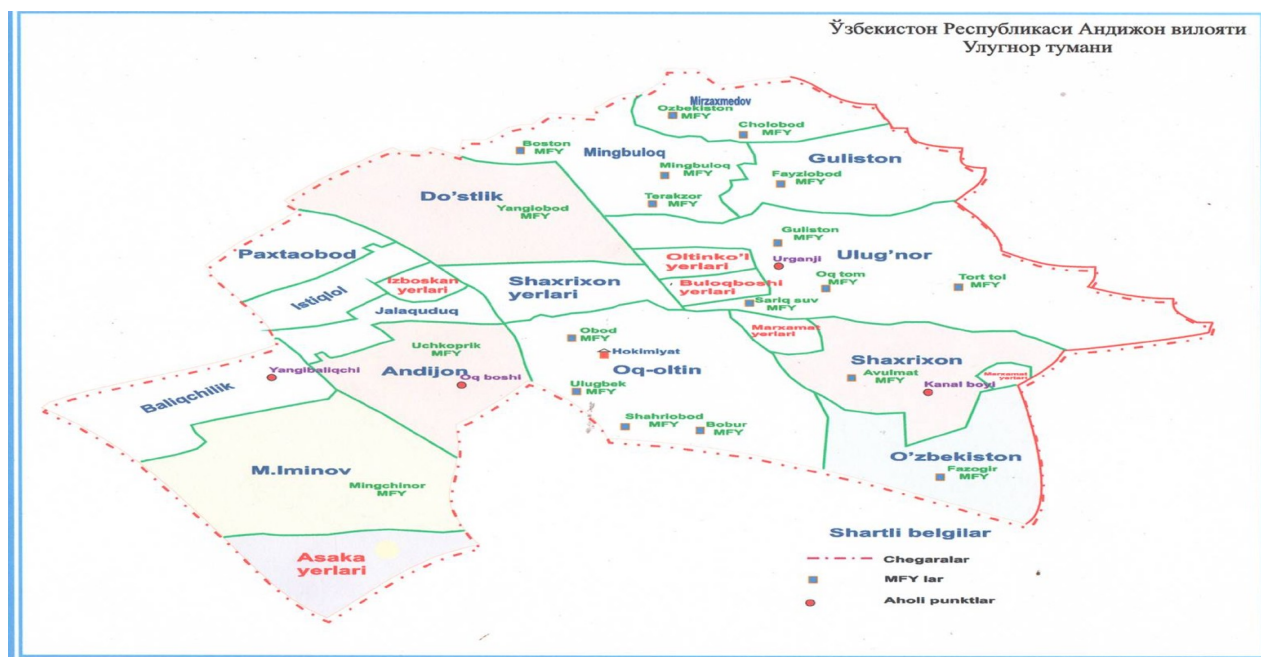 Ўзбекистон Республикаси Андижон вилояти
Улугнор тумани
Mirzaxmedov
Ozbekiston
MFY
Cholobod
MFY
Boston
MFY
Mingbuloq
Guliston
Mingbuloq
MFY
Fayziobod
MFY
Do'stlik
Terakzor
MFY
Yangiobod
MFY
Guliston
MFY
Paxtaobod
Oltinko'l
yerlari
Urganji
Ulug'nor
Izboskan
yerlari
Shaxrixon
yerlari
Buloqboshi
yerlari
Oq tom
MFY
Tort tol
MFY
Istiqlol
Sariq suv
MFY
Jalaquduq
Marxamat
yerlari
Obod
MFY
Uchkoprik
MFY
Hokimiyat
Shaxrixon
Yangibaliqchi
Andijon
Oq boshi
Oq-oltin
Avulmat
MFY
Marxamat
yerlari
Kanal boyi
Baliqchilik
Ulugbek
MFY
Shahriobod
MFY
Bobur
MFY
O'zbekiston
M.Iminov
Fazogir
MFY
Mingchinor
MFY
Asaka
yerlari
Shartli belgilar
Chegaralar
MFY lar
Aholi punktlar